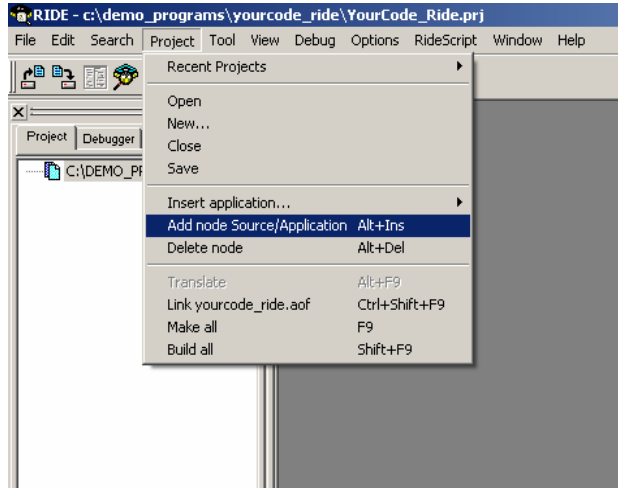 RIDE - c:\demo_programs\yourcode_ride\YourCode_Ride.prj
File Edit Search Project Tool View Debug Options RideScript Window Help
Recent Projects
Open
New...
Close
Save
Project Debugger
C:\DEMO_PR
Insert application...
Add node Source/Application Alt+Ins
Delete node Alt+Del
Translate Alt+F9
Link yourcode_ride.aof Ctrl+Shift+F9
Make all F9
Build all Shift+F9